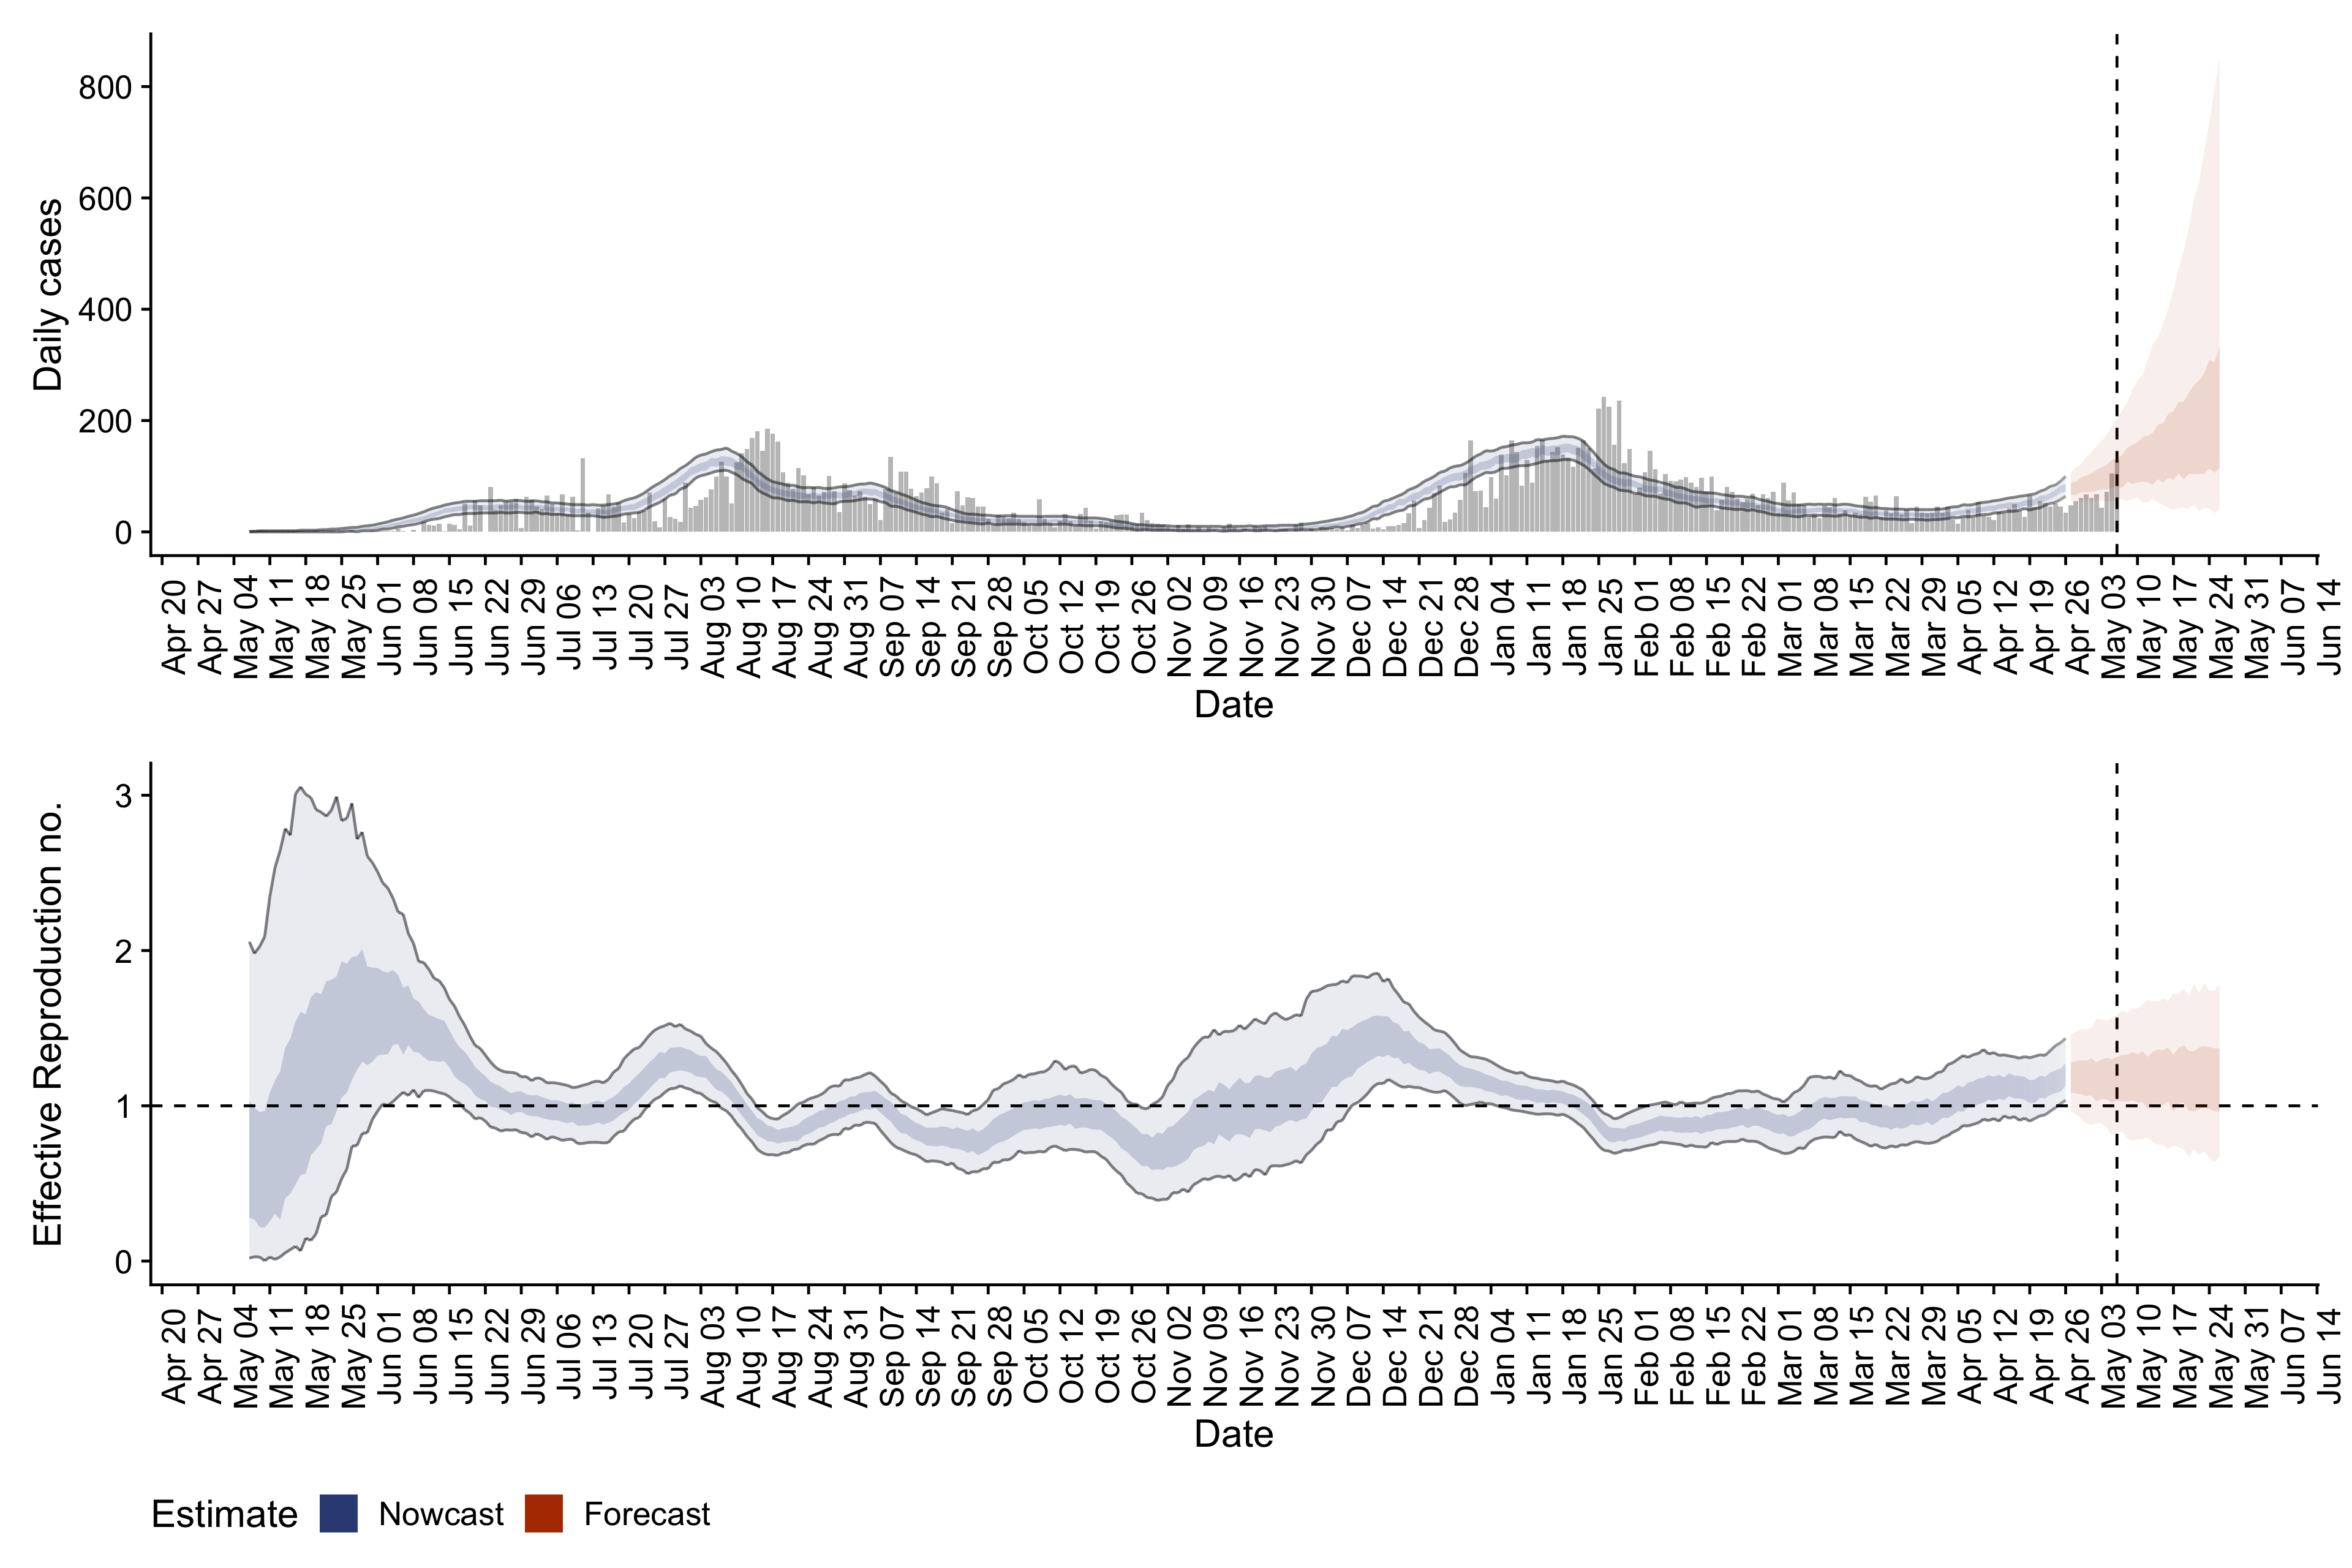 800
600
400
200
0
Daily cases
Apr 20 Apr 27 May 04 May 11 May 18 May 25 Jun 01 Jun 08 Jun 15 Jun 22 Jun 29 Jul 06 Jul 13 Jul 20 Jul 27 Aug 03 Aug 10 Aug 17 Aug 24 Aug 31 Sep 07 Sep 14 Sep 21 Sep 28 Oct 05 Oct 12 Oct 19 Oct 26 Nov 02 Nov 09 Nov 16 Nov 23 Nov 30 Dec 07 Dec 14 Dec 21 Dec 28 Jan 04 Jan 11 Jan 18 Jan 25 Feb 01 Feb 08 Feb 15 Feb 22 Mar 01 Mar 08 Mar 15 Mar 22 Mar 29 Apr 05 Apr 12 Apr 19 Apr 26 May 03 May 10 May 17 May 24 May 31 Jun 07 Jun 14
Date
3
2
1
0
Effective Reproduction no.
Apr 20 Apr 27 May 04 May 11 May 18 May 25 Jun 01 Jun 08 Jun 15 Jun 22 Jun 29 Jul 06 Jul 13 Jul 20 Jul 27 Aug 03 Aug 10 Aug 17 Aug 24 Aug 31 Sep 07 Sep 14 Sep 21 Sep 28 Oct 05 Oct 12 Oct 19 Oct 26 Nov 02 Nov 09 Nov 16 Nov 23 Nov 30 Dec 07 Dec 14 Dec 21 Dec 28 Jan 04 Jan 11 Jan 18 Jan 25 Feb 01 Feb 08 Feb 15 Feb 22 Mar 01 Mar 08 Mar 15 Mar 22 Mar 29 Apr 05 Apr 12 Apr 19 Apr 26 May 03 May 10 May 17 May 24 May 31 Jun 07 Jun 14
Date
Estimate Nowcast Forecast